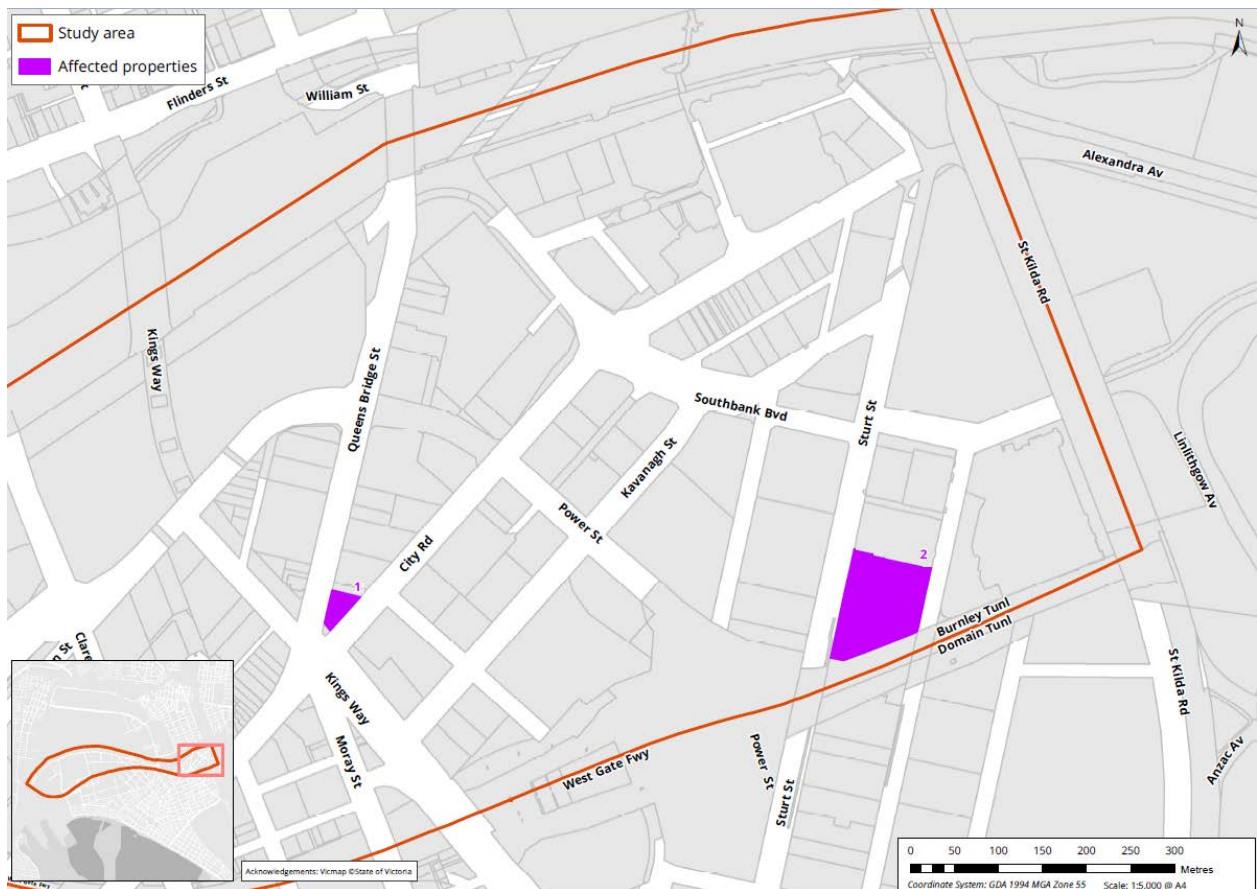 Study area
Affected properties
N
Flinders St
William St
Alexandra Av
St Kilda Rd
Kings Way
Queens Bridge St
Southbank Bvd
Sturt St
Linlithgow Av
Kavanagh St
Power St
City Rd
1
2
Burnley Tunl
Domain Tunl
Kings Way
Moray St
West Gate Fwy
Power St
Sturt St
St Kilda Rd
Anzac Av
Acknowledgements: Vicmap ©State of Victoria
0 50 100 150 200 250 300
Metres
Coordinate System: GDA 1994 MGA Zone 55 Scale: 1:5,000 @ A4